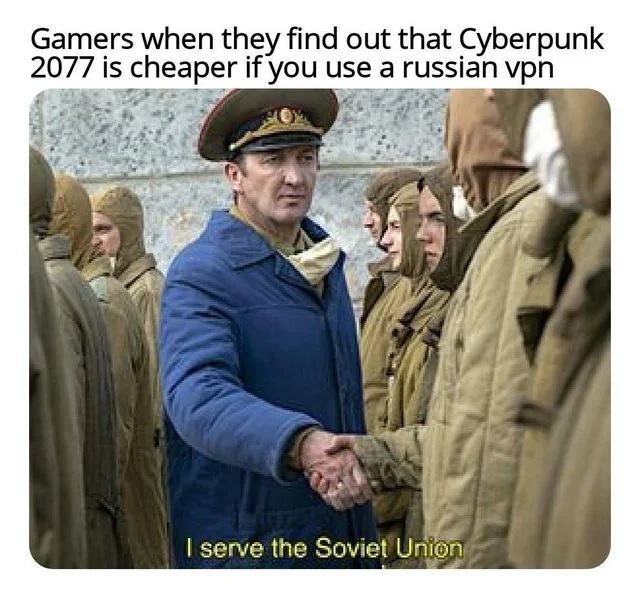 Gamers when they find out that Cyberpunk
2077 is cheaper if you use a russian vpn
I serve the Soviet Union